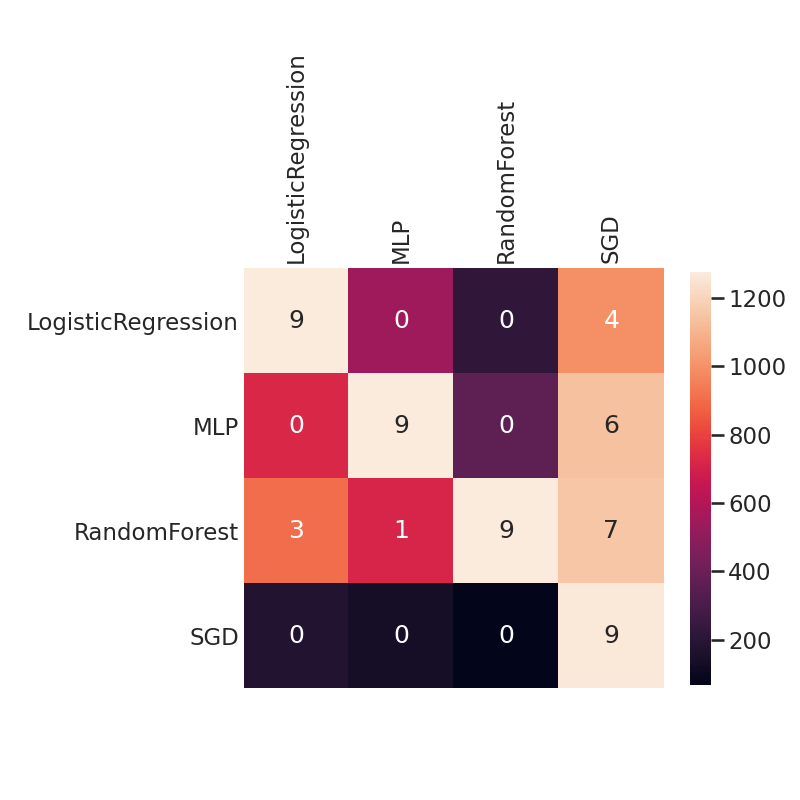 LogisticRegression MLP RandomForest SGD
LogisticRegression 9 0 0 4
MLP 0 9 0 6
RandomForest 3 1 9 7
SGD 0 0 0 9
1200
1000
800
600
400
200